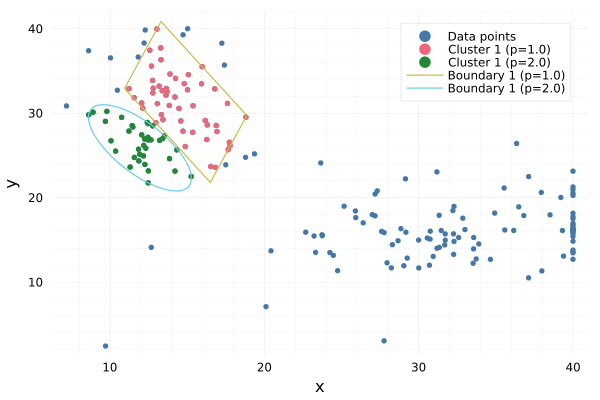 40
30
20
10
y
10
20
30
40
x
Data points
Cluster 1 (p=1.0)
Cluster 1 (p=2.0)
Boundary 1 (p=1.0)
Boundary 1 (p=2.0)